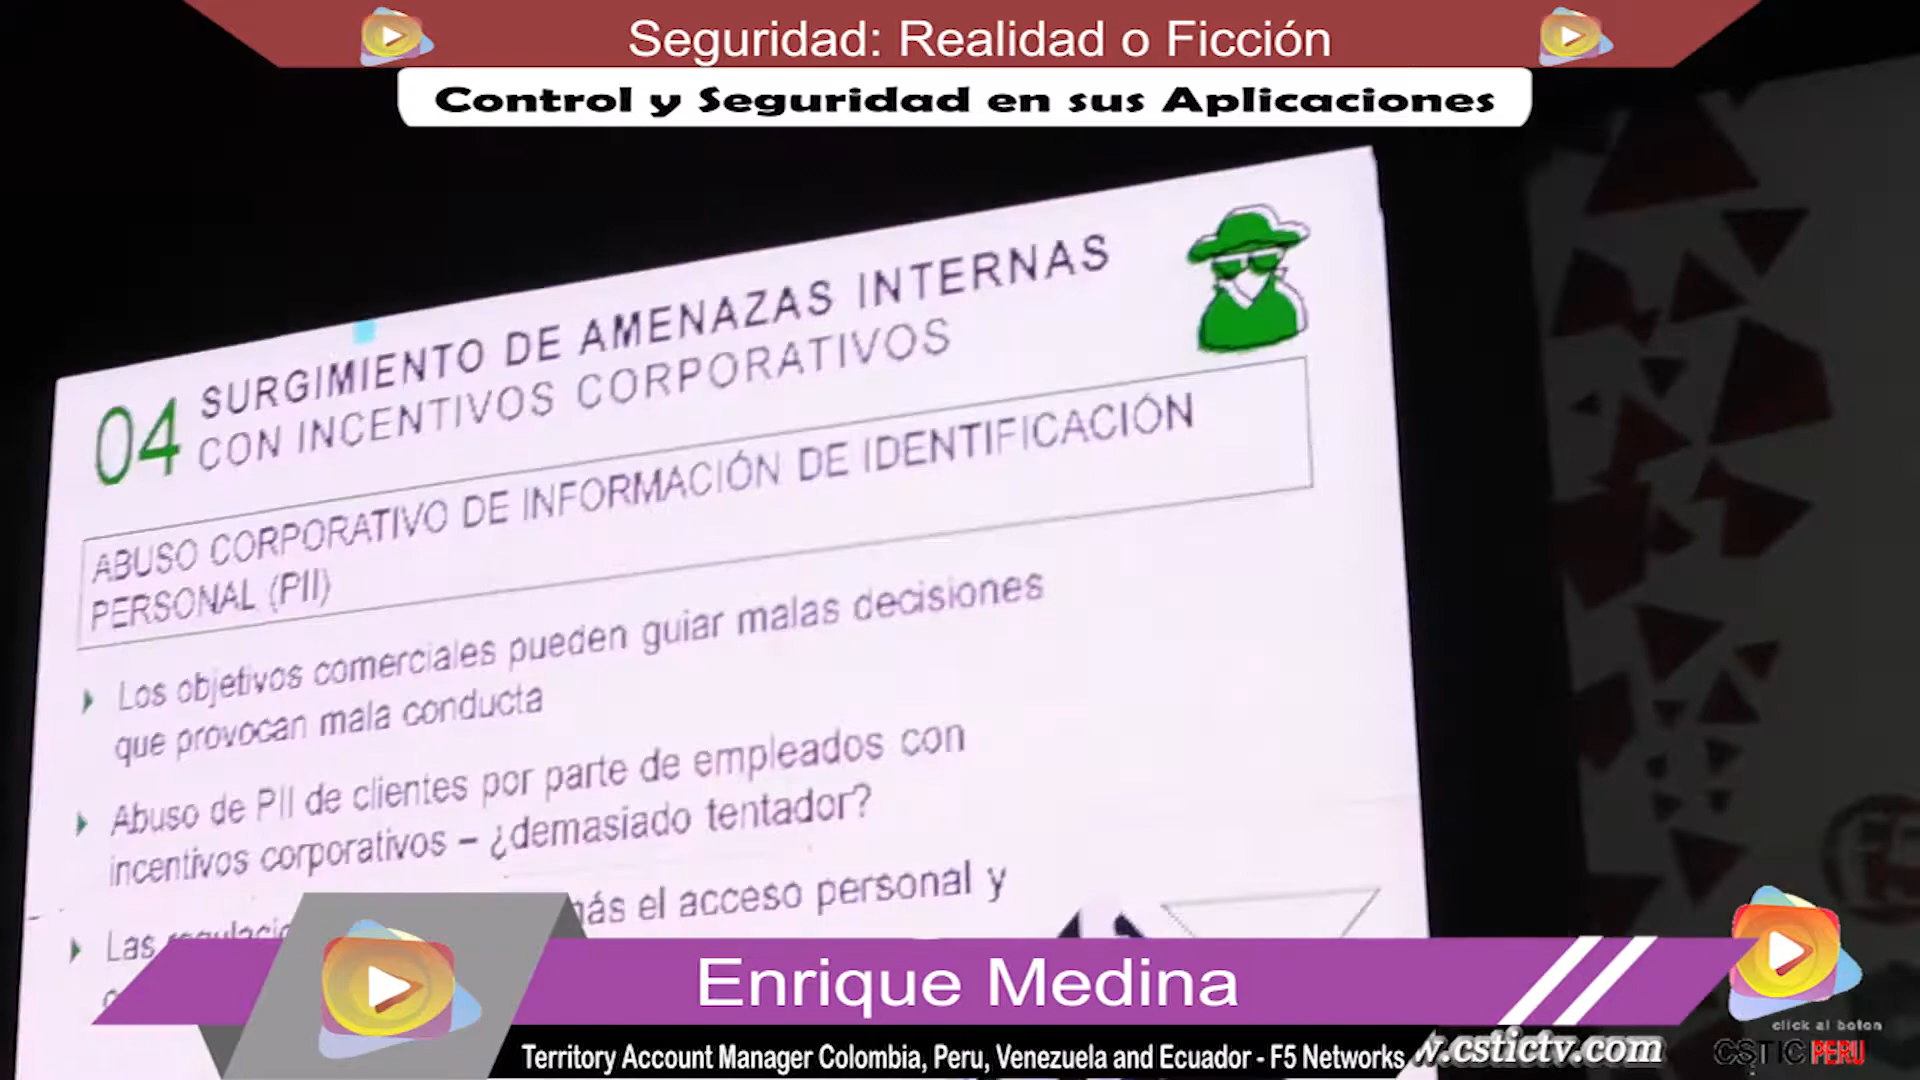 Seguridad: Realidad o Ficción
Control y Seguridad en sus Aplicaciones
04 SURGIMIENTO DE AMENAZAS INTERNAS
CON INCENTIVOS CORPORATIVOS
ABUSO CORPORATIVO DE INFORMACIÓN DE IDENTIFICACIÓN
PERSONAL (PII)
Los objetivos comerciales pueden guiar malas decisiones
que provocan mala conducta
Abuso de PII de clientes por parte de empleados con
incentivos corporativos – ¿demasiado tentador?
Las el acceso personal y
Enrique Medina
Territory Account Manager Colombia, Peru, Venezuela and Ecuador - F5 Networks
.cstictv.com
click al boton
CSTIC PERU